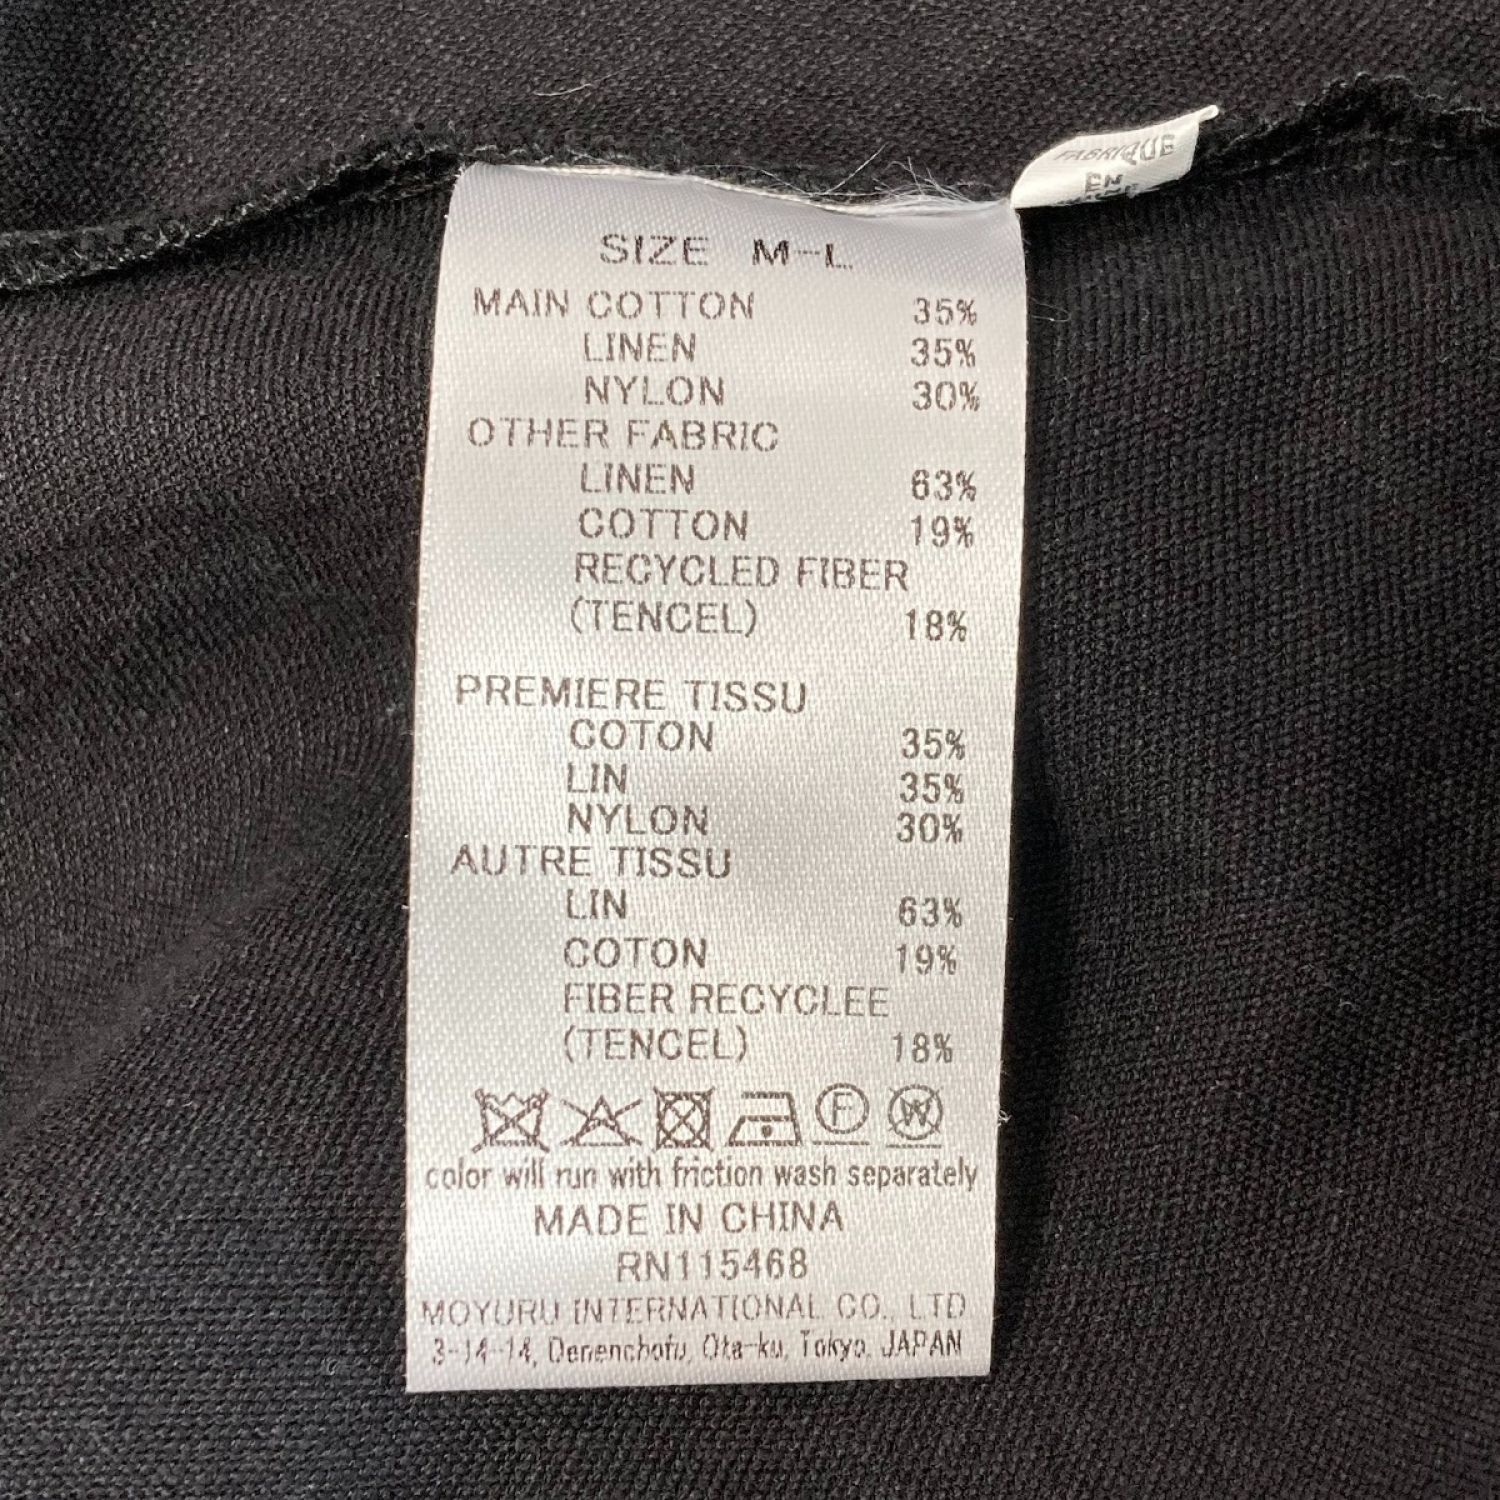 FABRIQUE
EN
SIZE M-L
MAIN COTTON 35%
LINEN 35%
NYLON 30%
OTHER FABRIC
LINEN 63%
COTTON 19%
RECYCLED FIBER
(TENCEL) 18%
PREMIERE TISSU
COTON 35%
LIN 35%
NYLON 30%
AUTRE TISSU
LIN 63%
COTON 19%
FIBER RECYCLEE
(TENCEL) 18%
F W
color will run with friction wash separately
MADE IN CHINA
RN115468
MOYURU INTERNATIONAL CO., LTD
3-14-14, Denenchofu, Ota-ku, Tokyo, JAPAN